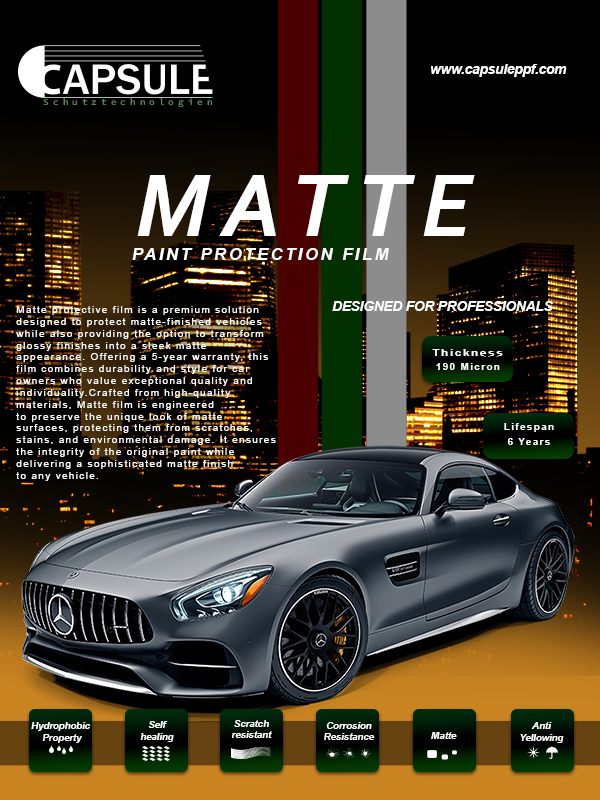 CAPSULE
Schutztechnologien
www.capsuleppf.com
MATTE
PAINT PROTECTION FILM
DESIGNED FOR PROFESSIONALS
Matte protective film is a premium solution
designed to protect matte-finished vehicles
while also providing the option to transform
glossy finishes into a sleek matte
appearance. Offering a 5-year warranty, this
film combines durability and style for car
owners who value exceptional quality and
individuality.Crafted from high-quality
materials, Matte film is engineered
to preserve the unique look of matte
surfaces, protecting them from scratches,
stains, and environmental damage. It ensures
the integrity of the original paint while
delivering a sophisticated matte finish
to any vehicle.
Thickness
190 Micron
Lifespan
6 Years
Hydrophobic
Property
Self
healing
Scratch
resistant
Corrosion
Resistance
Matte
Anti
Yellowing